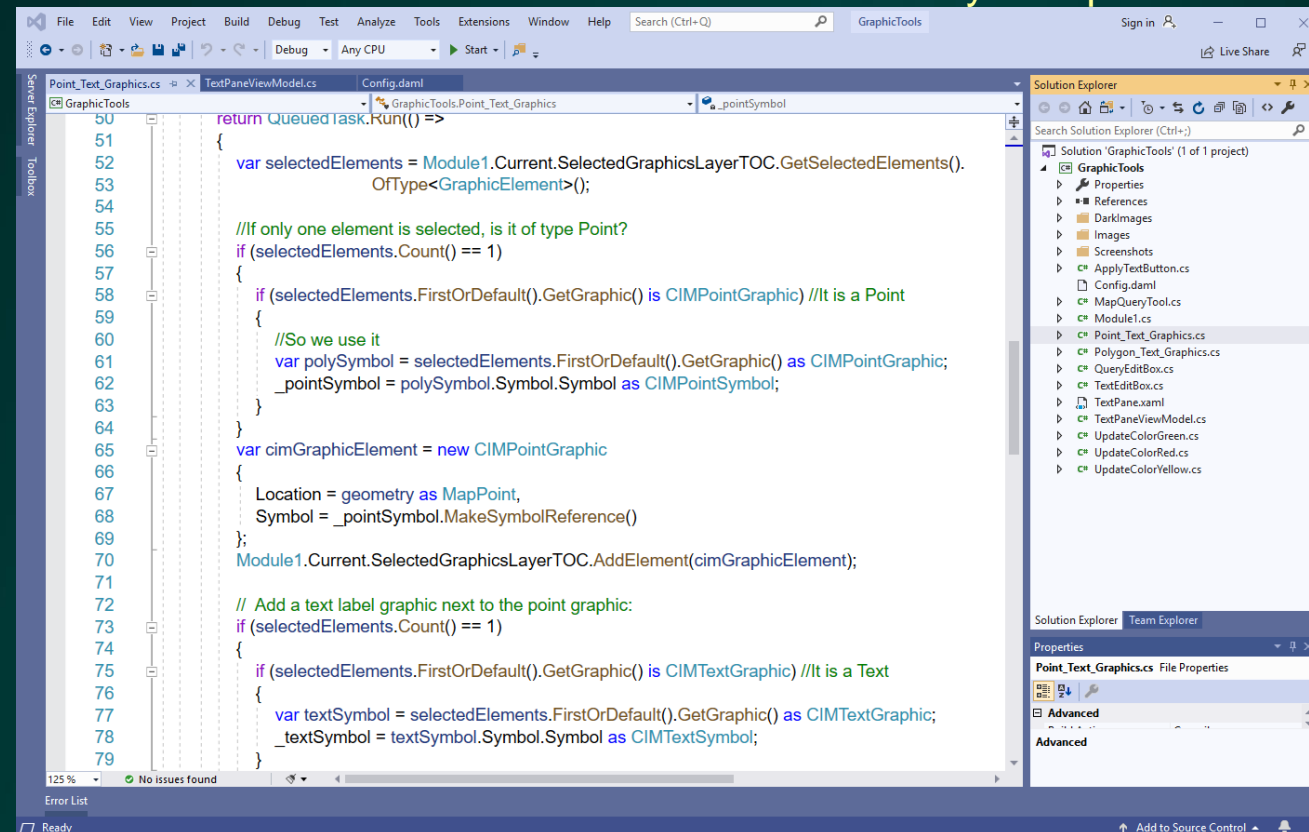 File Edit View Project Build Debug Test Analyze Tools Extensions Window Help Search (Ctrl+Q) GraphicTools Sign in
Debug Any CPU Start Live Share
Server Explorer
Toolbox
Point_Text_Graphics.cs TextPaneViewModel.cs Config.daml
GraphicTools GraphicTools.Point_Text_Graphics _pointSymbol
50 return QueuedTask.Run(() =>
51 {
52 var selectedElements = Module1.Current.SelectedGraphicsLayerTOC.GetSelectedElements().
53 OfType<GraphicElement>();
54
55 //If only one element is selected, is it of type Point?
56 if (selectedElements.Count() == 1)
57 {
58 if (selectedElements.FirstOrDefault().GetGraphic() is CIMPointGraphic) //It is a Point
59 {
60 //So we use it
61 var polySymbol = selectedElements.FirstOrDefault().GetGraphic() as CIMPointGraphic;
62 _pointSymbol = polySymbol.Symbol.Symbol as CIMPointSymbol;
63 }
64 }
65 var cimGraphicElement = new CIMPointGraphic
66 {
67 Location = geometry as MapPoint,
68 Symbol = _pointSymbol.MakeSymbolReference()
69 };
70 Module1.Current.SelectedGraphicsLayerTOC.AddElement(cimGraphicElement);
71
72 // Add a text label graphic next to the point graphic:
73 if (selectedElements.Count() == 1)
74 {
75 if (selectedElements.FirstOrDefault().GetGraphic() is CIMTextGraphic) //It is a Text
76 {
77 var textSymbol = selectedElements.FirstOrDefault().GetGraphic() as CIMTextGraphic;
78 _textSymbol = textSymbol.Symbol.Symbol as CIMTextSymbol;
79 }
125 % No issues found
Error List
Ready Add to Source Control
Solution Explorer
Search Solution Explorer (Ctrl+;)
Solution 'GraphicTools' (1 of 1 project)
C# GraphicTools
Properties
References
DarkImages
Images
Screenshots
C# ApplyTextButton.cs
Config.daml
C# MapQueryTool.cs
C# Module1.cs
C# Point_Text_Graphics.cs
C# Polygon_Text_Graphics.cs
C# QueryEditBox.cs
C# TextEditBox.cs
TextPane.xaml
C# TextPaneViewModel.cs
C# UpdateColorGreen.cs
C# UpdateColorRed.cs
C# UpdateColorYellow.cs
Solution Explorer Team Explorer
Properties
Point_Text_Graphics.cs File Properties
Advanced
Advanced